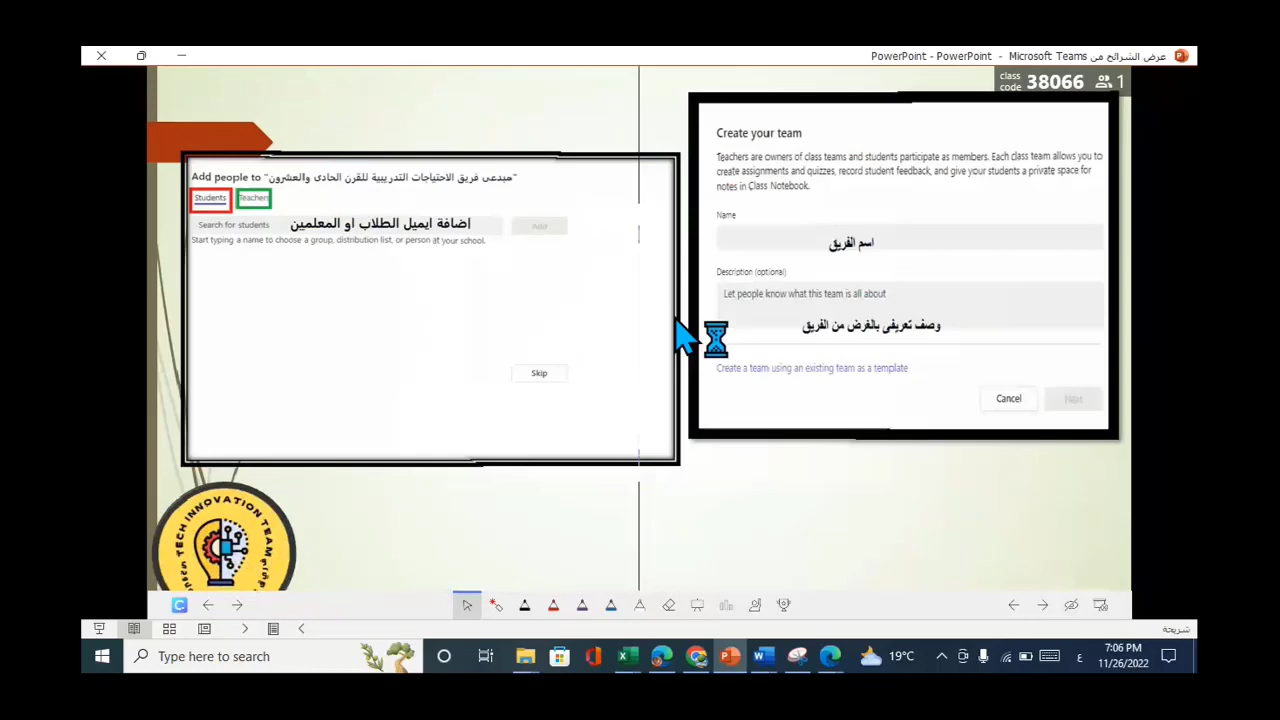 عرض الشرائح من PowerPoint - PowerPoint - Microsoft Teams
class code 38066 1
Add people to "مبدعى فريق الاحتياجات التدريبية للقرن الحادى والعشرون"
Students Teachers
Search for students اضافة ايميل الطلاب او المعلمين Add
Start typing a name to choose a group, distribution list, or person at your school.
Skip
Create your team
Teachers are owners of class teams and students participate as members. Each class team allows you to
create assignments and quizzes, record student feedback, and give your students a private space for
notes in Class Notebook.
Name
اسم الفريق
Description (optional)
Let people know what this team is all about
وصف تعريفى بالغرض من الفريق
Create a team using an existing team as a template
Cancel Next
TECH INNOVATION TEAM
شريحة
Type here to search
19°C
ع
7:06 PM
11/26/2022